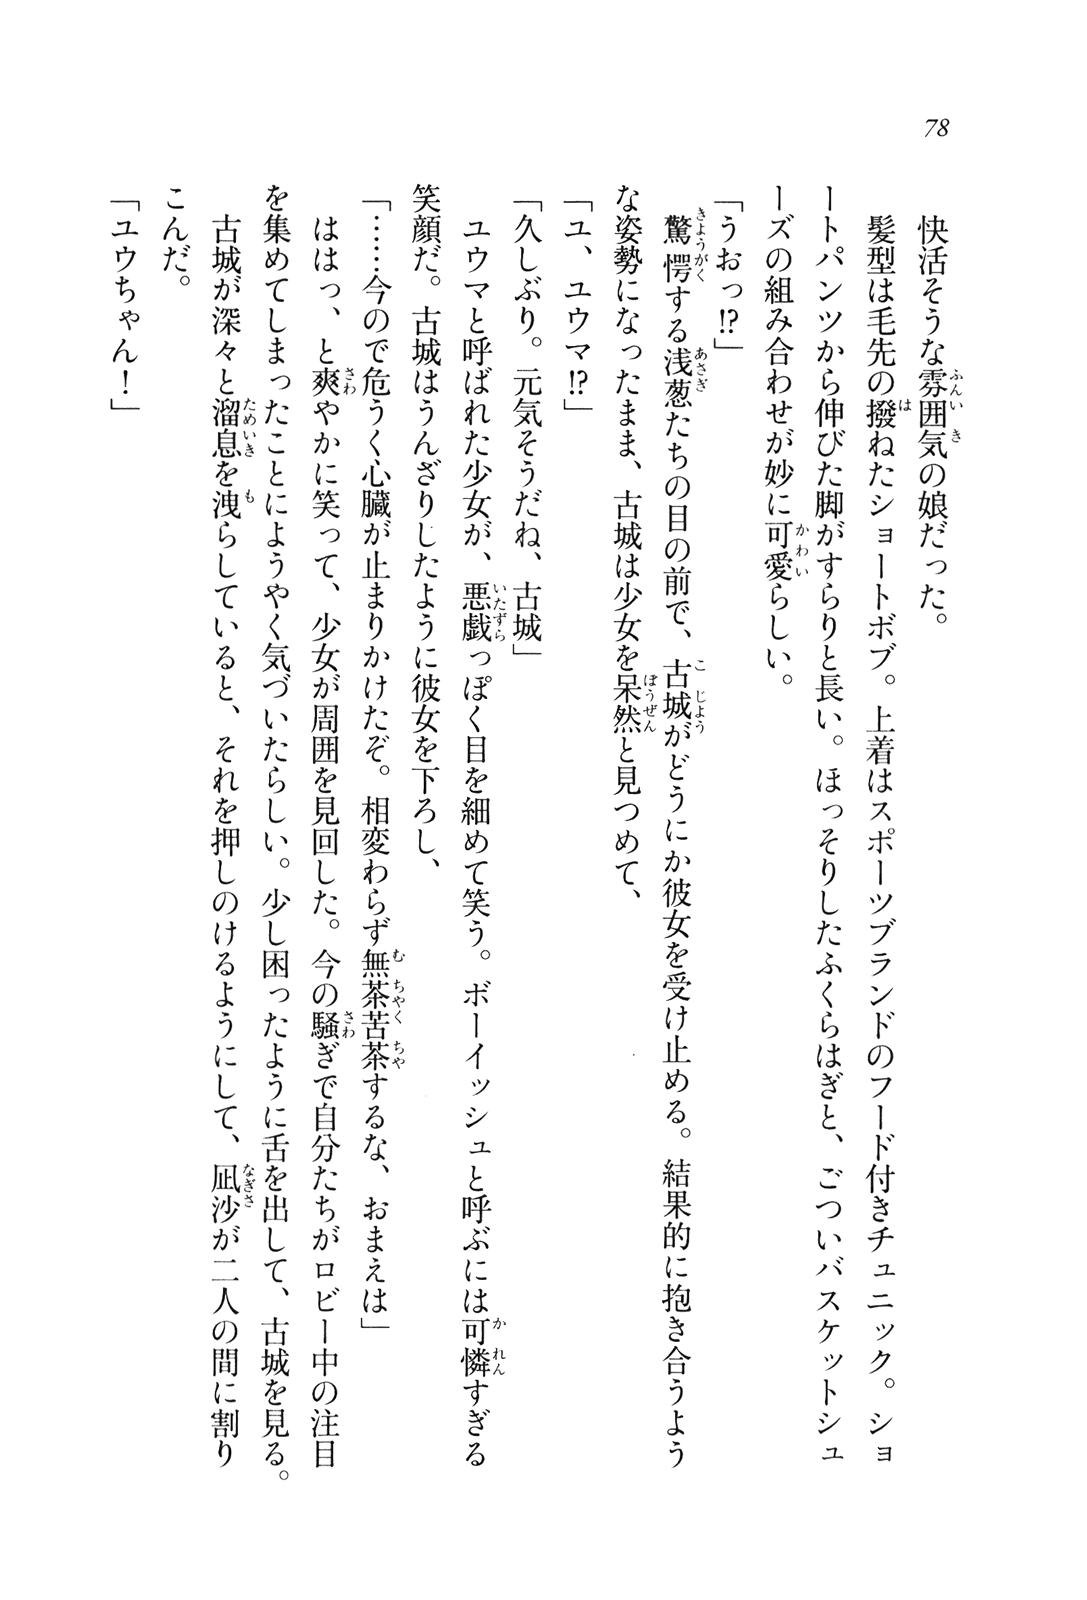 78
快活そうな雰囲気の娘だった。
髪型は毛先の撥ねたショートボブ。上着はスポーツブランドのフード付きチュニック。ショ
ートパンツから伸びた脚がすらりと長い。ほっそりしたふくらはぎと、ごついバスケットシュ
ーズの組み合わせが妙に可愛らしい。
「うおっ!?」
驚愕する浅葱たちの目の前で、古城がどうにか彼女を受け止める。結果的に抱き合うよう
な姿勢になったまま、古城は少女を呆然と見つめて、
「ユ、ユウマ!?」
「久しぶり。元気そうだね、古城」
ユウマと呼ばれた少女が、悪戯っぽく目を細めて笑う。ボーイッシュと呼ぶには可憐すぎる
笑顔だ。古城はうんざりしたように彼女を下ろし、
「……今ので危うく心臓が止まりかけたぞ。相変わらず無茶苦茶するな、おまえは」
ははっ、と爽やかに笑って、少女が周囲を見回した。今の騒ぎで自分たちがロビー中の注目
を集めてしまったことにようやく気づいたらしい。少し困ったように舌を出して、古城を見る。
古城が深々と溜息を洩らしていると、それを押しのけるようにして、凪沙が二人の間に割り
こんだ。
「ユウちゃん！」